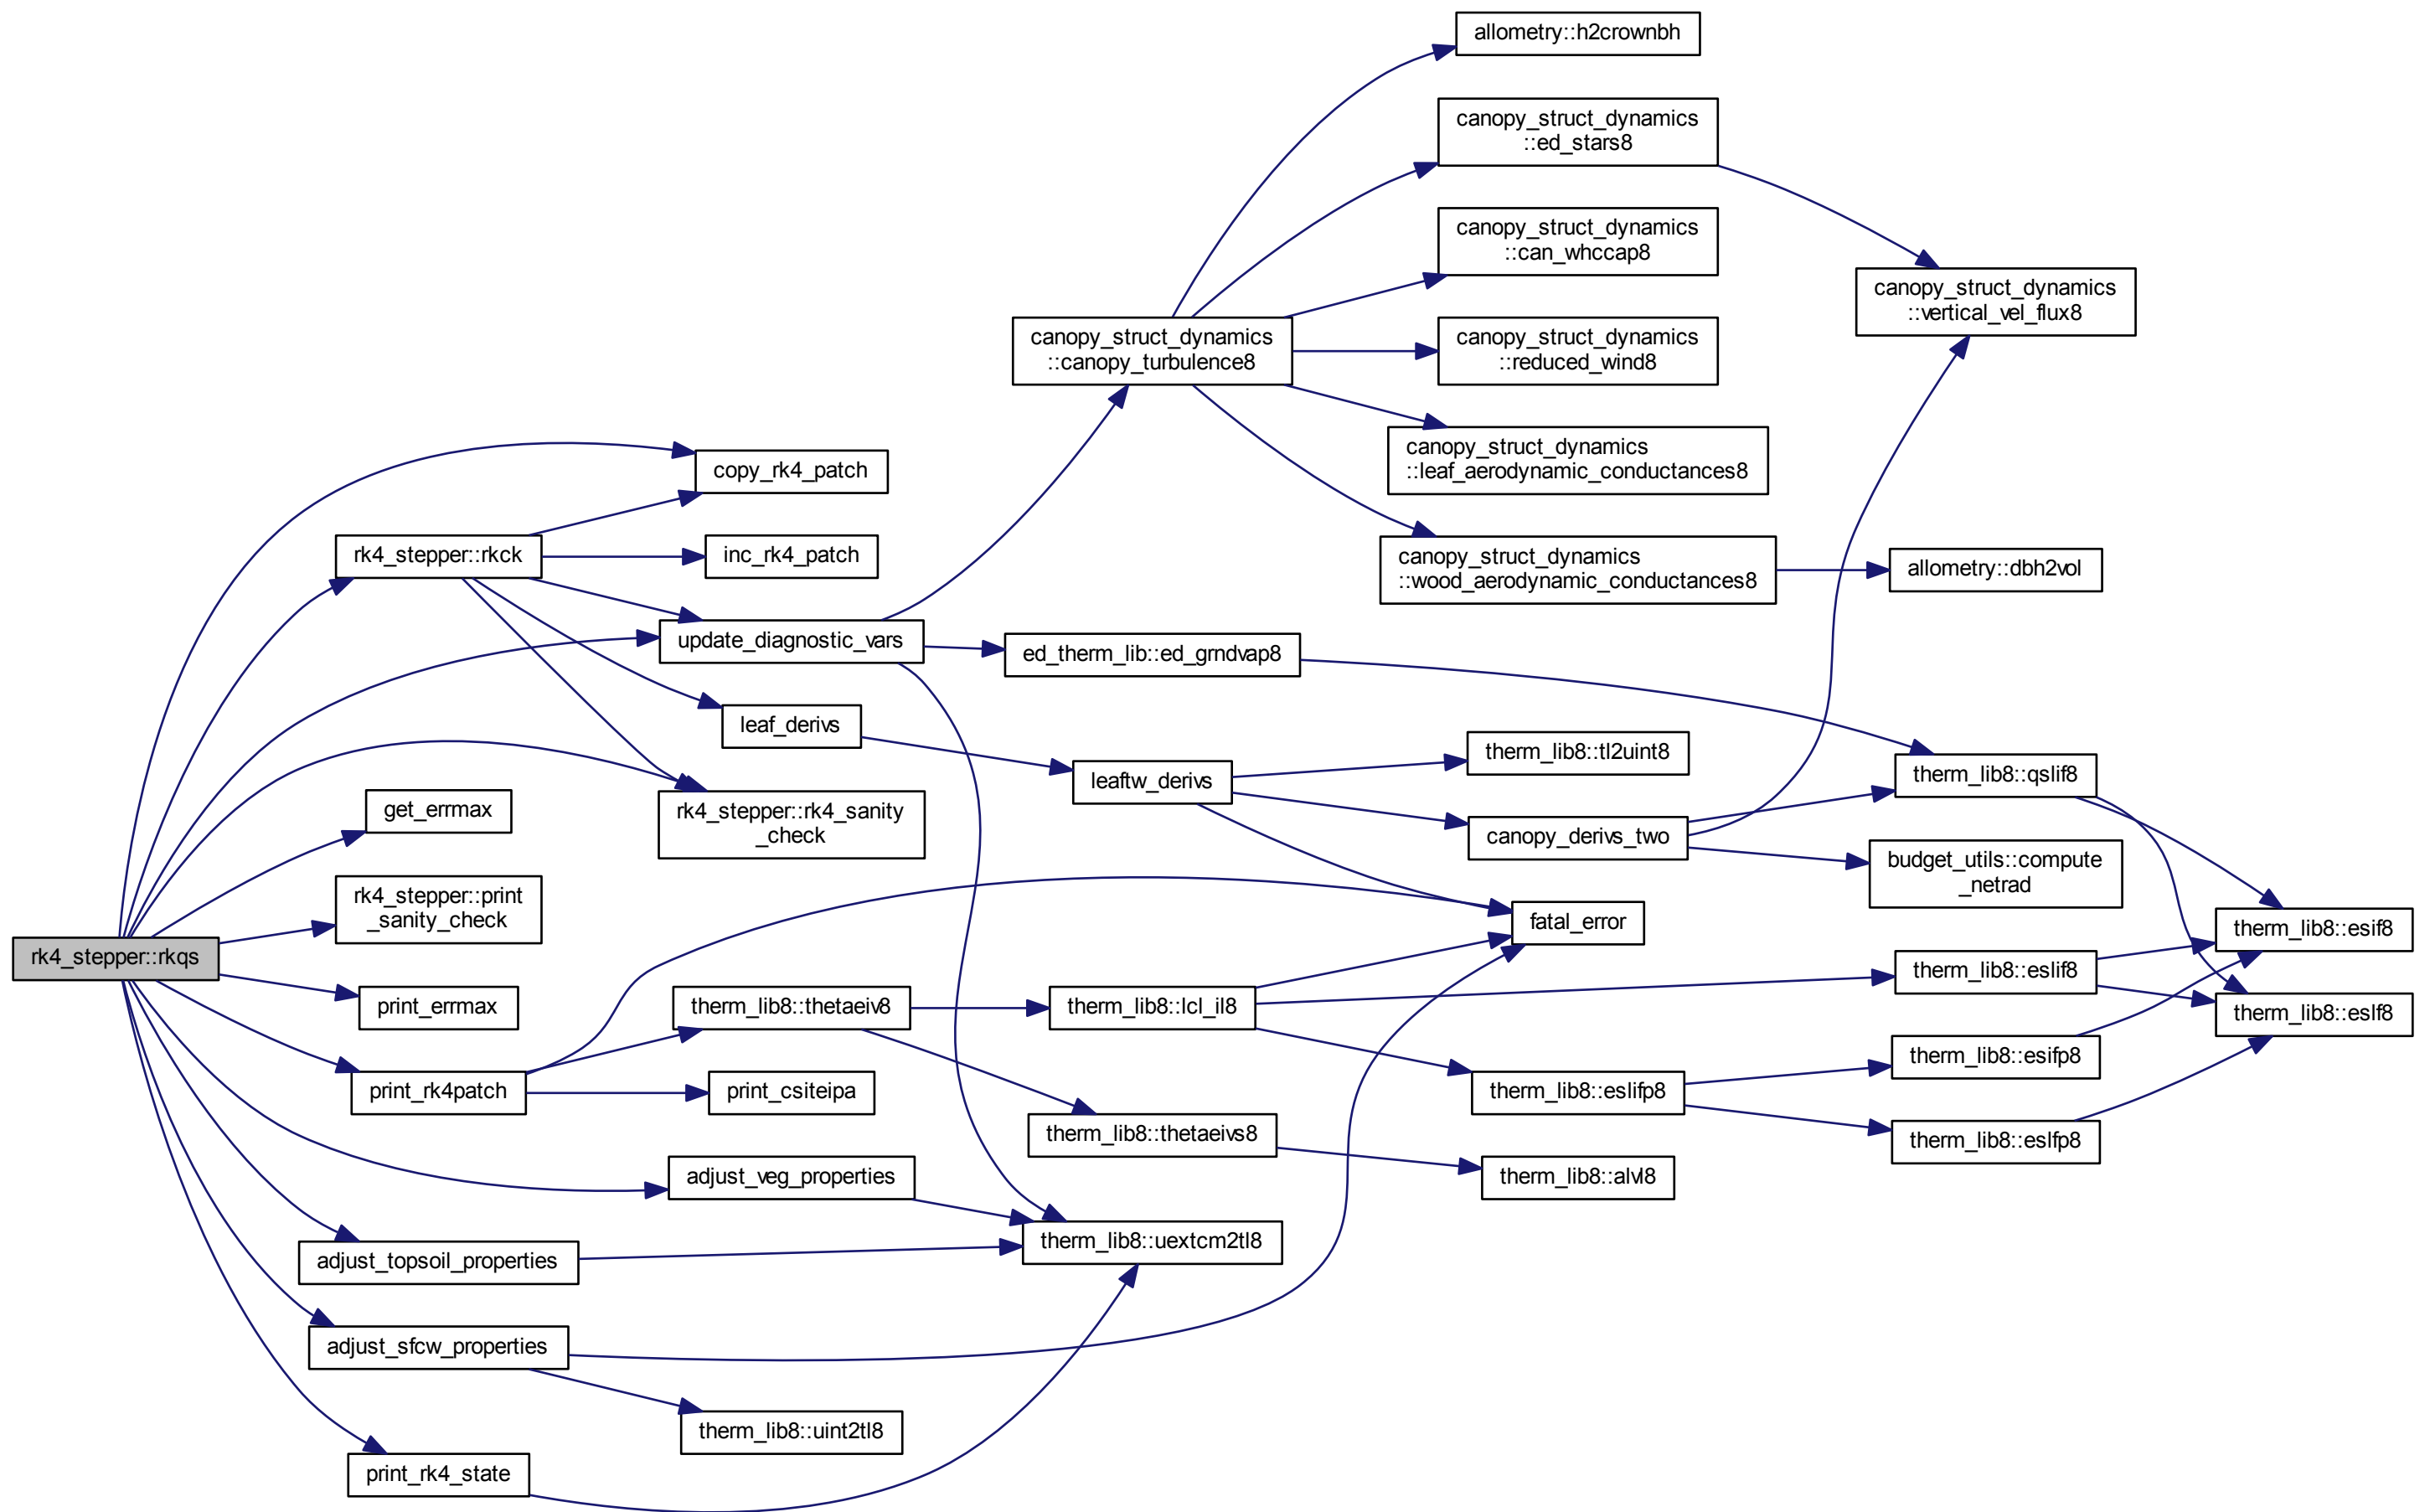 allometry::h2crownbh
canopy_struct_dynamics
::ed_stars8
canopy_struct_dynamics
::can_whccap8
canopy_struct_dynamics
::vertical_vel_flux8
canopy_struct_dynamics
::canopy_turbulence8
canopy_struct_dynamics
::reduced_wind8
canopy_struct_dynamics
::leaf_aerodynamic_conductances8
copy_rk4_patch
rk4_stepper::rkck
inc_rk4_patch
canopy_struct_dynamics
::wood_aerodynamic_conductances8
allometry::dbh2vol
update_diagnostic_vars
ed_therm_lib::ed_grndvap8
leaf_derivs
therm_lib8::tl2uint8
leaftw_derivs
therm_lib8::qslif8
get_errmax
rk4_stepper::rk4_sanity
_check
canopy_derivs_two
budget_utils::compute
_netrad
rk4_stepper::print
_sanity_check
fatal_error
therm_lib8::esif8
rk4_stepper::rkqs
therm_lib8::eslif8
print_errmax
therm_lib8::thetaeiv8
therm_lib8::lcl_il8
therm_lib8::eslf8
therm_lib8::esifp8
print_rk4patch
print_csiteipa
therm_lib8::eslifp8
therm_lib8::thetaeivs8
therm_lib8::eslfp8
adjust_veg_properties
therm_lib8::alvl8
therm_lib8::uextcm2tl8
adjust_topsoil_properties
adjust_sfcw_properties
therm_lib8::uint2tl8
print_rk4_state